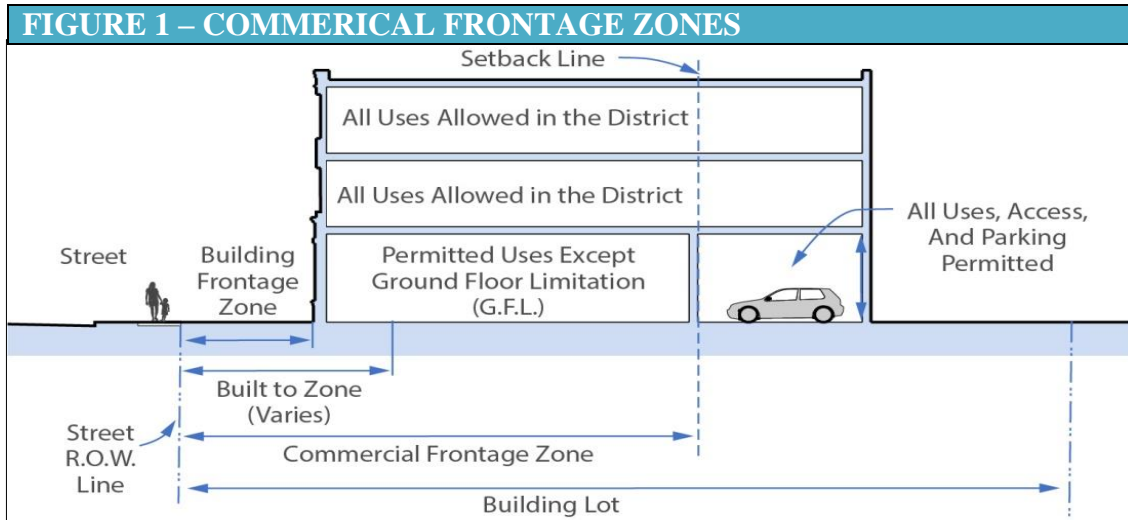 FIGURE 1 – COMMERICAL FRONTAGE ZONES
Setback Line
All Uses Allowed in the District
All Uses Allowed in the District
Street
Building
Frontage
Zone
Permitted Uses Except
Ground Floor Limitation
(G.F.L.)
All Uses, Access,
And Parking
Permitted
Built to Zone
(Varies)
Street
R.O.W.
Line
Commercial Frontage Zone
Building Lot